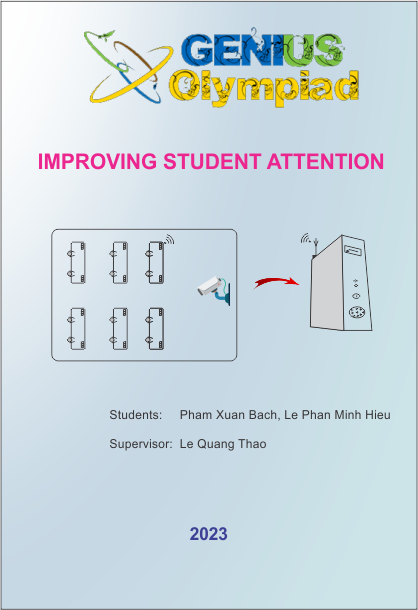 GENIUS
Olympiad
IMPROVING STUDENT ATTENTION
Students: Pham Xuan Bach, Le Phan Minh Hieu
Supervisor: Le Quang Thao
2023